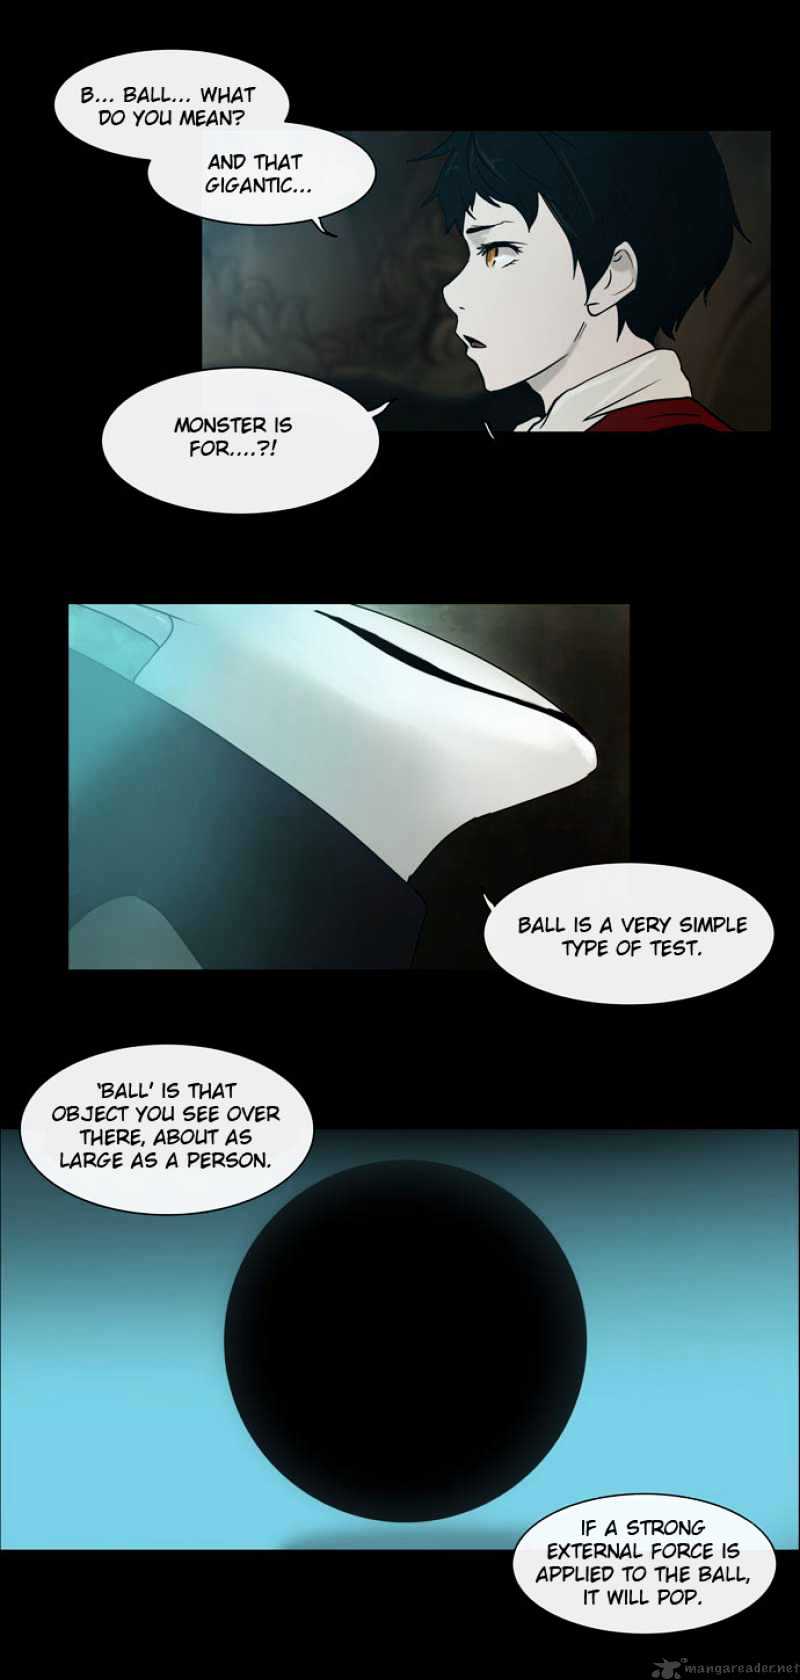 B... BALL... WHAT
DO YOU MEAN?
AND THAT
GIGANTIC...
MONSTER IS
FOR....?!
BALL IS A VERY SIMPLE
TYPE OF TEST.
'BALL' IS THAT
OBJECT YOU SEE OVER
THERE, ABOUT AS
LARGE AS A PERSON.
IF A STRONG
EXTERNAL FORCE IS
APPLIED TO THE BALL,
IT WILL POP.
mangareader.net